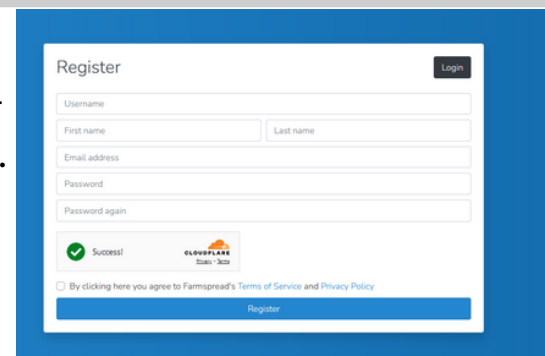 Register
Login
Username
First name
Last name
Email address
Password
Password again
Success!
CLOUDFLARE
Privacy · Terms
By clicking here you agree to Farmspread's Terms of Service and Privacy Policy
Register